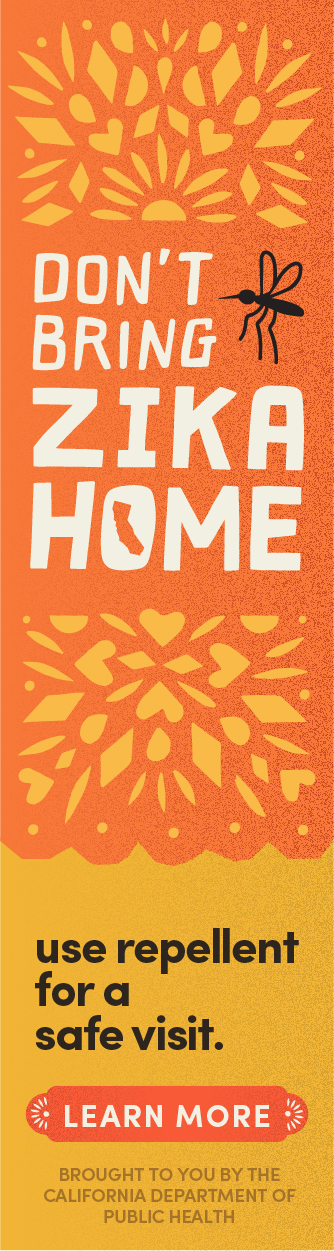 DON'T
BRING
ZIKA
HOME
use repellent
for a
safe visit.
LEARN MORE
BROUGHT TO YOU BY THE
CALIFORNIA DEPARTMENT OF
PUBLIC HEALTH